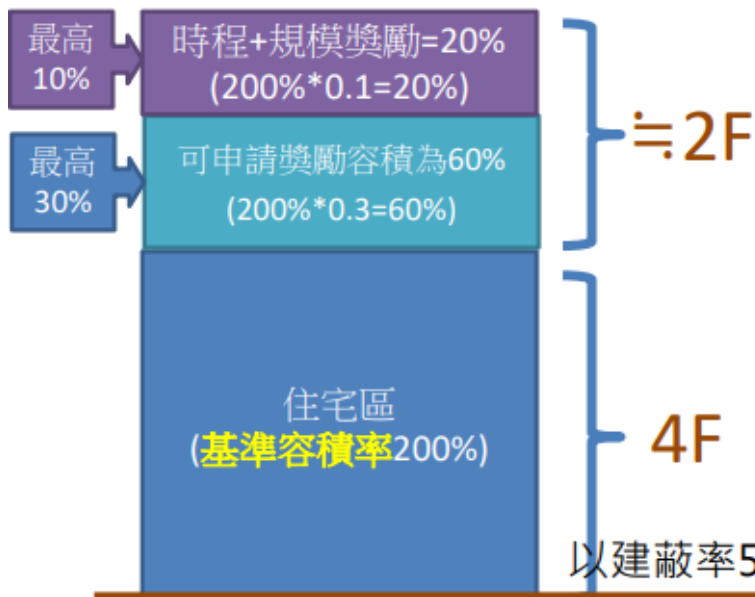 最高
10%
時程+規模獎勵=20%
(200%*0.1=20%)
≒2F
最高
30%
可申請獎勵容積為60%
(200%*0.3=60%)
住宅區
(基準容積率200%)
4F
以建蔽率5